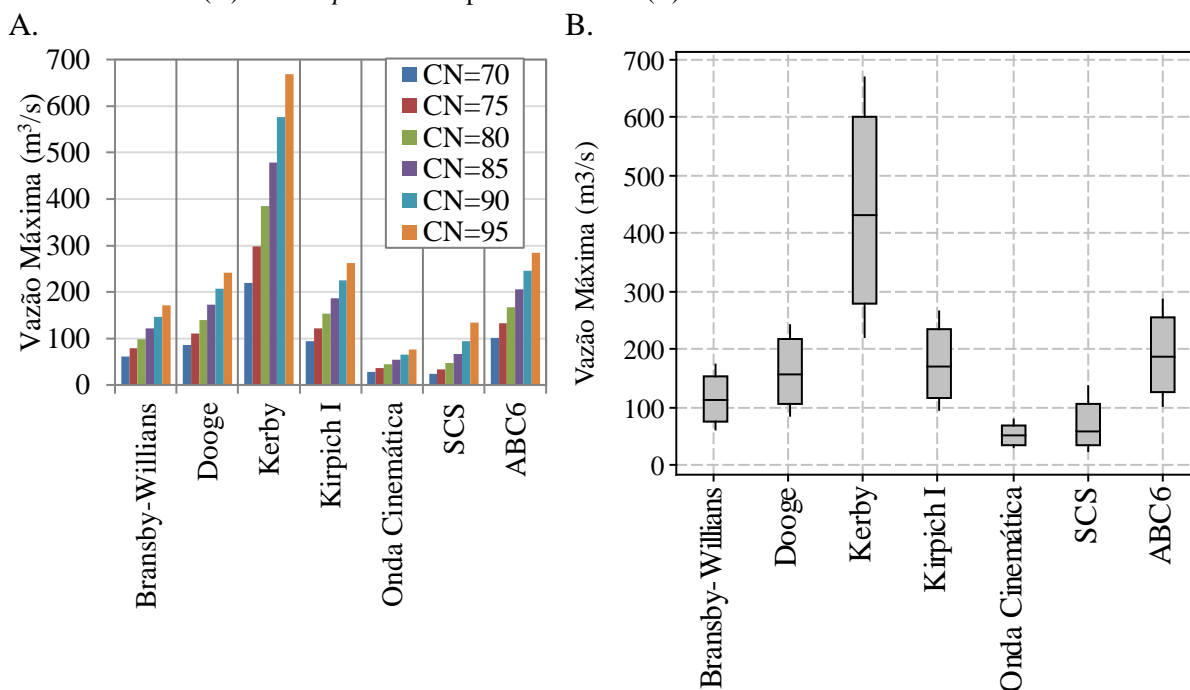 A.
B.
Vazão Máxima (m³/s)
700
600
500
400
300
200
100
0
CN=70
CN=75
CN=80
CN=85
CN=90
CN=95
Bransby-Willians
Dooge
Kerby
Kirpich I
Onda Cinemática
SCS
ABC6
Vazão Máxima (m3/s)
700
600
500
400
300
200
100
0
Bransby-Willians
Dooge
Kerby
Kirpich I
Onda Cinemática
SCS
ABC6